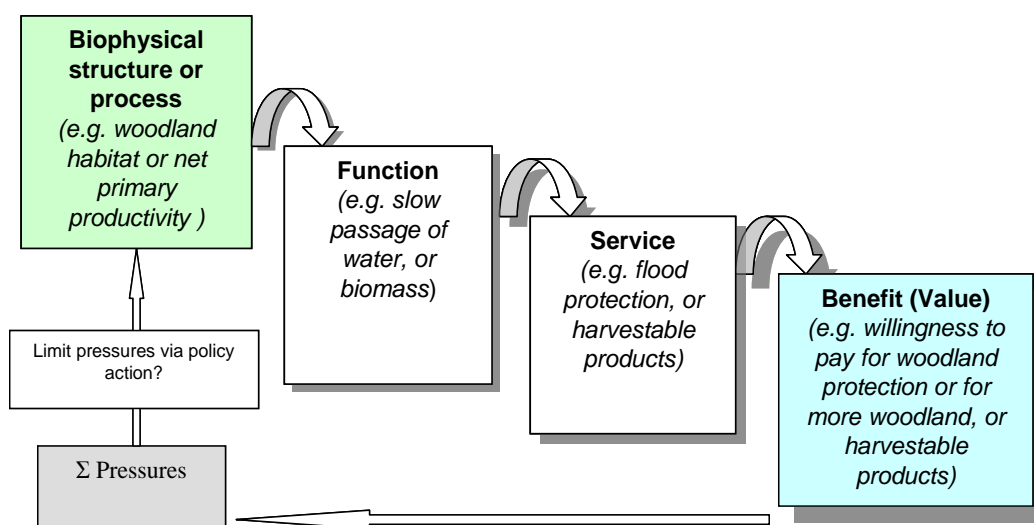 Biophysical
structure or
process
(e.g. woodland
habitat or net
primary
productivity )
Function
(e.g. slow
passage of
water, or
biomass)
Service
(e.g. flood
protection, or
harvestable
products)
Benefit (Value)
(e.g. willingness to
pay for woodland
protection or for
more woodland, or
harvestable
products)
Limit pressures via policy
action?
Σ Pressures